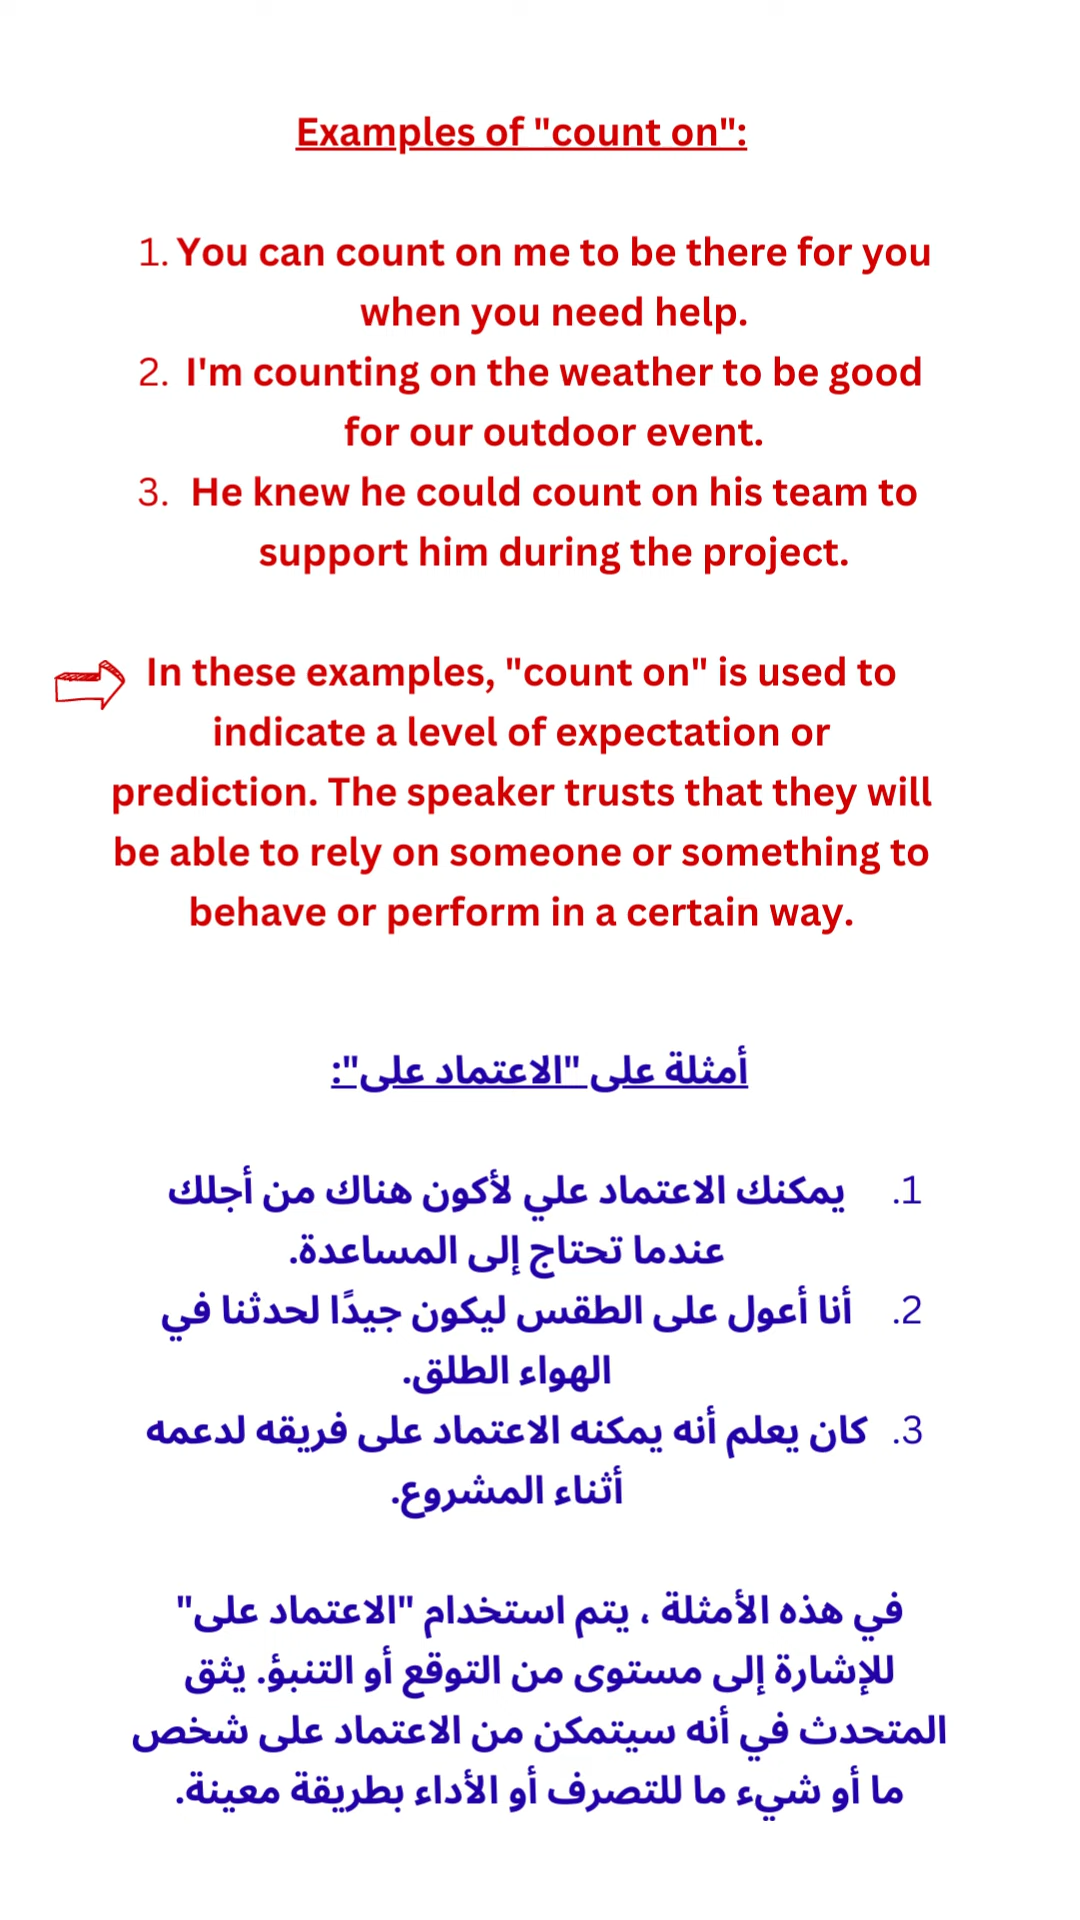 Examples of "count on":
1. You can count on me to be there for you
when you need help.
2. I'm counting on the weather to be good
for our outdoor event.
3. He knew he could count on his team to
support him during the project.
In these examples, "count on" is used to
indicate a level of expectation or
prediction. The speaker trusts that they will
be able to rely on someone or something to
behave or perform in a certain way.
أمثلة على "الاعتماد على":
1. يمكنك الاعتماد علي لأكون هناك من أجلك
عندما تحتاج إلى المساعدة.
2. أنا أعول على الطقس ليكون جيدًا لحدثنا في
الهواء الطلق.
3. كان يعلم أنه يمكنه الاعتماد على فريقه لدعمه
أثناء المشروع.
في هذه الأمثلة ، يتم استخدام "الاعتماد على"
للإشارة إلى مستوى من التوقع أو التنبؤ. يثق
المتحدث في أنه سيتمكن من الاعتماد على شخص
ما أو شيء ما للتصرف أو الأداء بطريقة معينة.